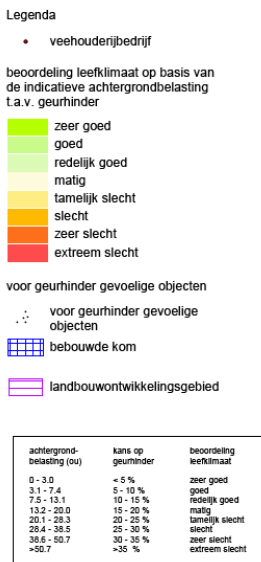 Legenda
veehouderijbedrijf
beoordeling leefklimaat op basis van
de indicatieve achtergrondbelasting
t.a.v. geurhinder
zeer goed
goed
redelijk goed
matig
tamelijk slecht
slecht
zeer slecht
extreem slecht
voor geurhinder gevoelige objecten
voor geurhinder gevoelige
objecten
bebouwde kom
landbouwontwikkelingsgebied
achtergrond- kans op beoordeling
belasting (ou) geurhinder leefklimaat
0 - 3.0 < 5 % zeer goed
3.1 - 7.4 5 - 10 % goed
7.5 - 13.1 10 - 15 % redelijk goed
13.2 - 20.0 15 - 20 % matig
20.1 - 28.3 20 - 25 % tamelijk slecht
28.4 - 38.5 25 - 30 % slecht
38.6 - 50.7 30 - 35 % zeer slecht
>50.7 >35 % extreem slecht